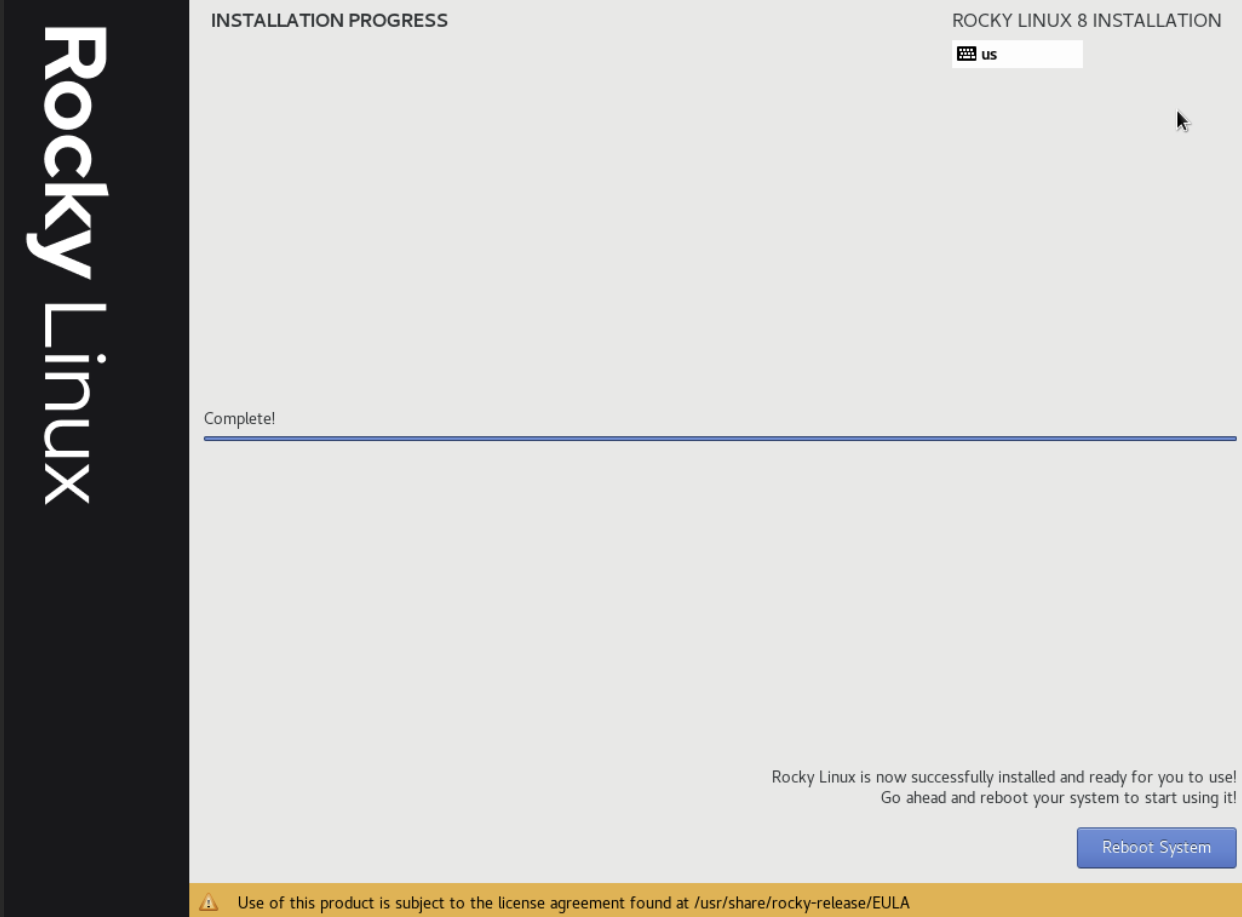 Rocky Linux
INSTALLATION PROGRESS
ROCKY LINUX 8 INSTALLATION
us
Complete!
Rocky Linux is now successfully installed and ready for you to use!
Go ahead and reboot your system to start using it!
Reboot System
Use of this product is subject to the license agreement found at /usr/share/rocky-release/EULA